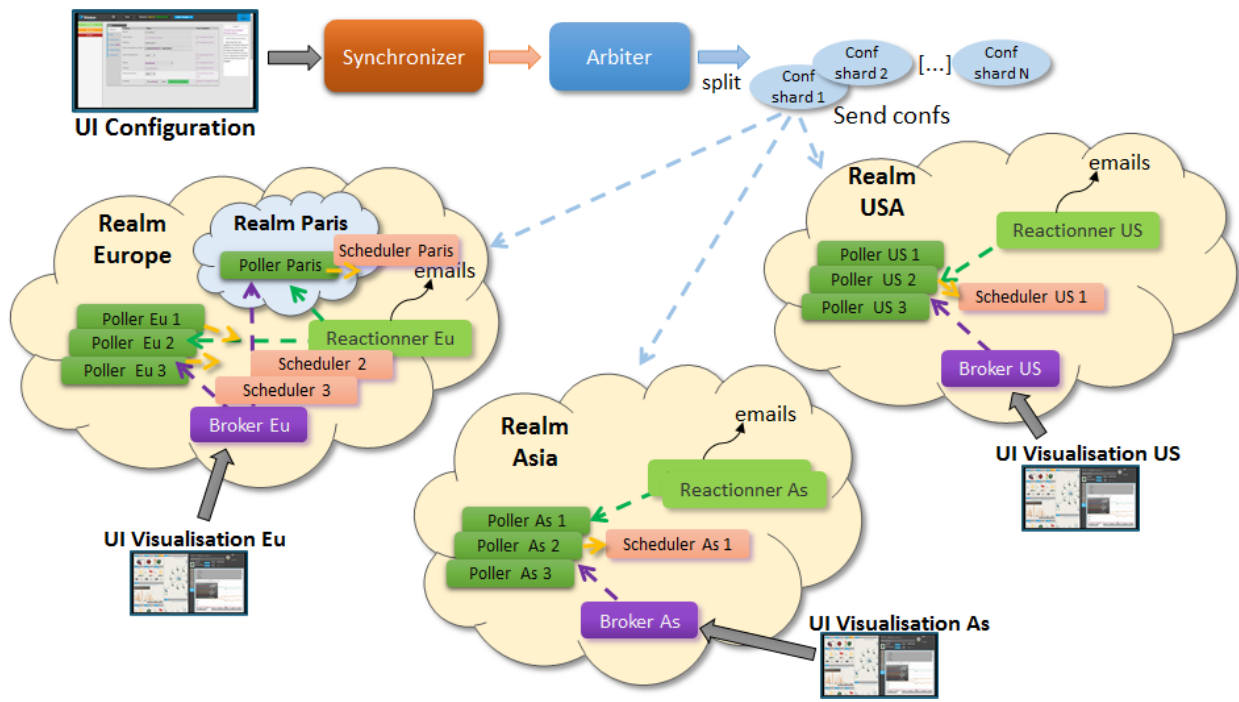 UI Configuration
Synchronizer
Arbiter
split
Conf
shard 1
Conf
shard 2
[...]
Conf
shard N
Send confs
Realm
Europe
Realm Paris
Scheduler Paris
Poller Paris
emails
Poller Eu 1
Poller Eu 2
Poller Eu 3
Reactionner Eu
Scheduler 2
Scheduler 3
Broker Eu
UI Visualisation Eu
Realm
Asia
emails
Reactionner As
Poller As 1
Poller As 2
Poller As 3
Scheduler As 1
Broker As
UI Visualisation As
Realm
USA
emails
Reactionner US
Poller US 1
Poller US 2
Poller US 3
Scheduler US 1
Broker US
UI Visualisation US